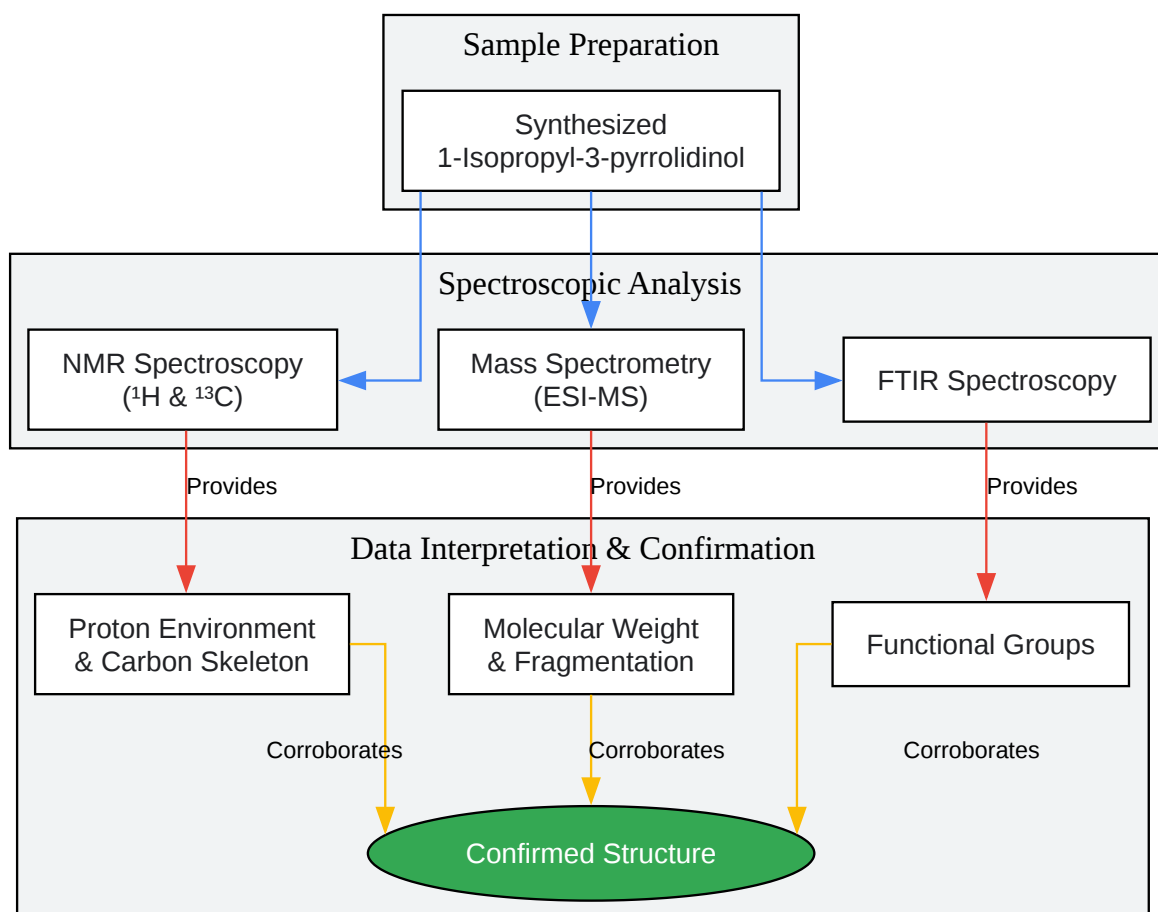 Sample Preparation
Synthesized
1-Isopropyl-3-pyrrolidinol
Spectroscopic Analysis
NMR Spectroscopy
(¹H & ¹³C)
Mass Spectrometry
(ESI-MS)
FTIR Spectroscopy
Provides
Provides
Provides
Data Interpretation & Confirmation
Proton Environment
& Carbon Skeleton
Molecular Weight
& Fragmentation
Functional Groups
Corroborates
Corroborates
Corroborates
Confirmed Structure